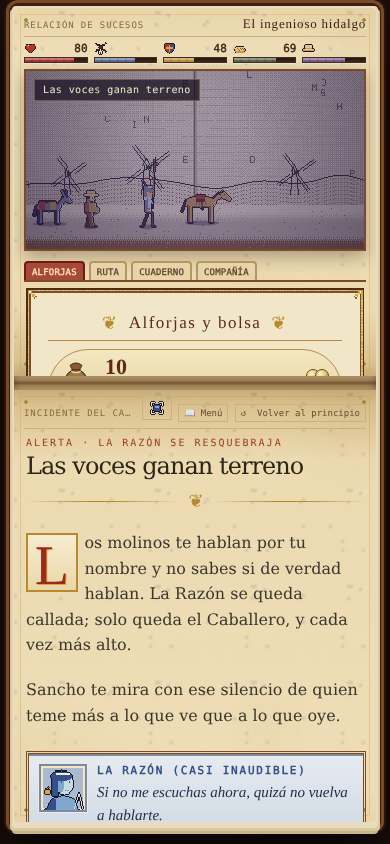 RELACIÓN DE SUCESOS
El ingenioso hidalgo
80
48
69
Las voces ganan terreno
L
M J
G
H
C I N
E
D
P
ALFORJAS
RUTA
CUADERNO
COMPAÑÍA
Alforjas y bolsa
10
INCIDENTE DEL CA…
Menú
↺ Volver al principio
ALERTA · LA RAZÓN SE RESQUEBRAJA
Las voces ganan terreno
Los molinos te hablan por tu
nombre y no sabes si de verdad
hablan. La Razón se queda
callada; solo queda el Caballero, y cada
vez más alto.
Sancho te mira con ese silencio de quien
teme más a lo que ve que a lo que oye.
LA RAZÓN (CASI INAUDIBLE)
Si no me escuchas ahora, quizá no vuelva
a hablarte.